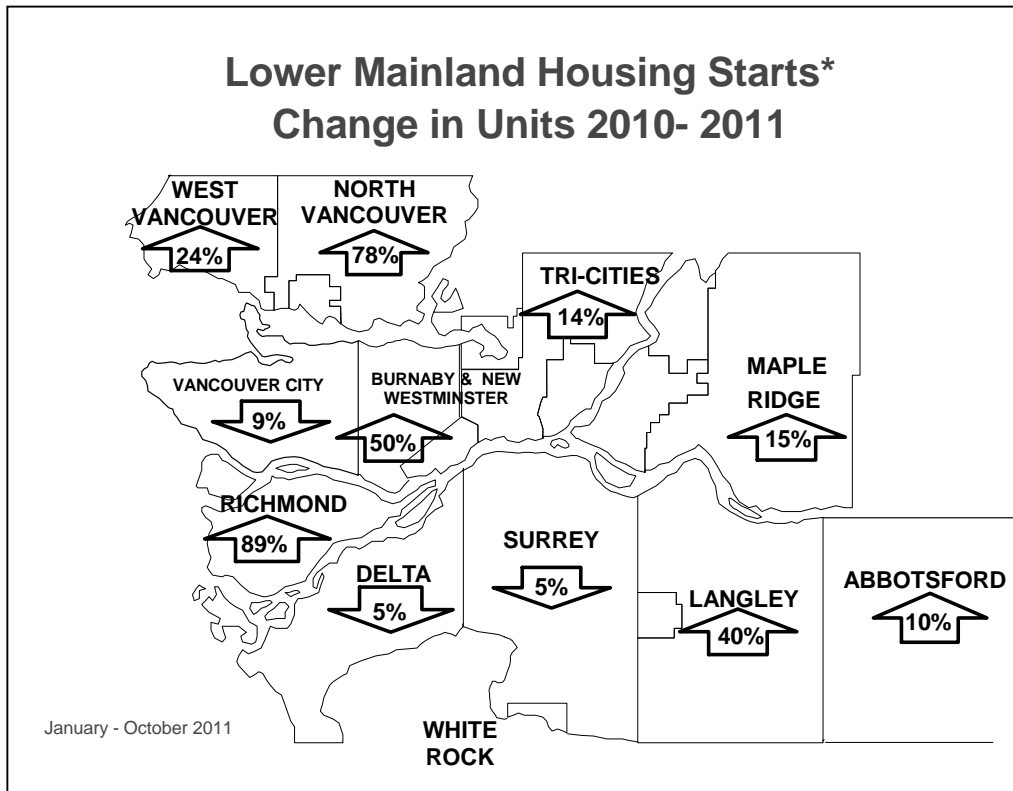 Lower Mainland Housing Starts*
Change in Units 2010- 2011
WEST
VANCOUVER
24%
NORTH
VANCOUVER
78%
TRI-CITIES
14%
MAPLE
RIDGE
15%
VANCOUVER CITY
9%
BURNABY & NEW
WESTMINSTER
50%
RICHMOND
89%
DELTA
5%
SURREY
5%
LANGLEY
40%
ABBOTSFORD
10%
January - October 2011
WHITE
ROCK